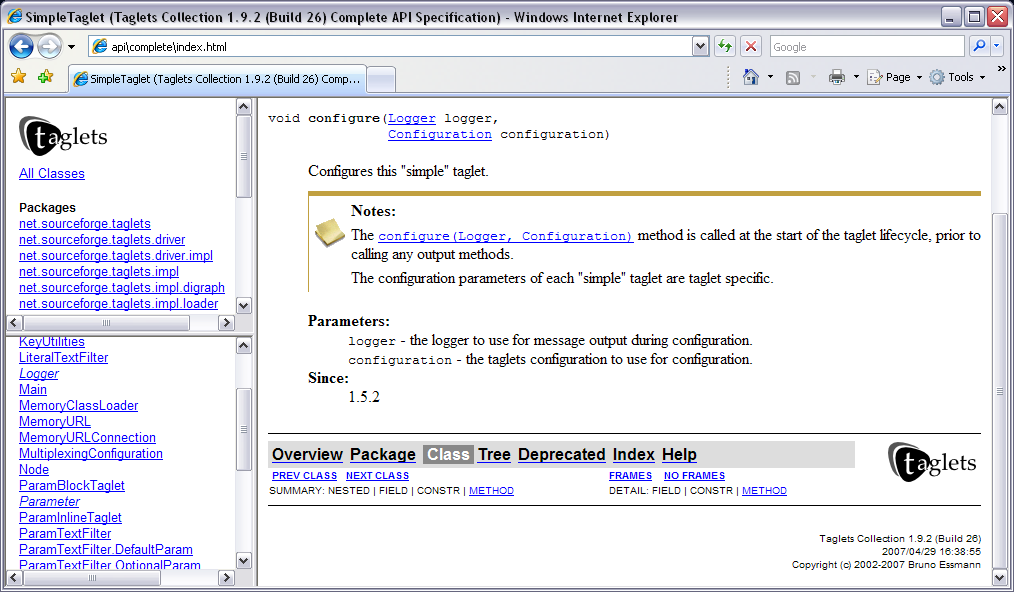 SimpleTaglet (Taglets Collection 1.9.2 (Build 26) Complete API Specification) - Windows Internet Explorer
api\complete\index.html
Google
SimpleTaglet (Taglets Collection 1.9.2 (Build 26) Comp...
Page
Tools
taglets
All Classes
Packages
net.sourceforge.taglets
net.sourceforge.taglets.driver
net.sourceforge.taglets.driver.impl
net.sourceforge.taglets.impl
net.sourceforge.taglets.impl.digraph
net.sourceforge.taglets.impl.loader
KeyUtilities
LiteralTextFilter
Logger
Main
MemoryClassLoader
MemoryURL
MemoryURLConnection
MultiplexingConfiguration
Node
ParamBlockTaglet
Parameter
ParamInlineTaglet
ParamTextFilter
ParamTextFilter.DefaultParam
ParamTextFilter.OptionalParam
void configure(Logger logger,
Configuration configuration)
Configures this "simple" taglet.
Notes:
The configure(Logger, Configuration) method is called at the start of the taglet lifecycle, prior to
calling any output methods.
The configuration parameters of each "simple" taglet are taglet specific.
Parameters:
logger - the logger to use for message output during configuration.
configuration - the taglets configuration to use for configuration.
Since:
1.5.2
Overview Package Class Tree Deprecated Index Help
PREV CLASS NEXT CLASS FRAMES NO FRAMES
SUMMARY: NESTED | FIELD | CONSTR | METHOD DETAIL: FIELD | CONSTR | METHOD
taglets
Taglets Collection 1.9.2 (Build 26)
2007/04/29 16:38:55
Copyright (c) 2002-2007 Bruno Essmann